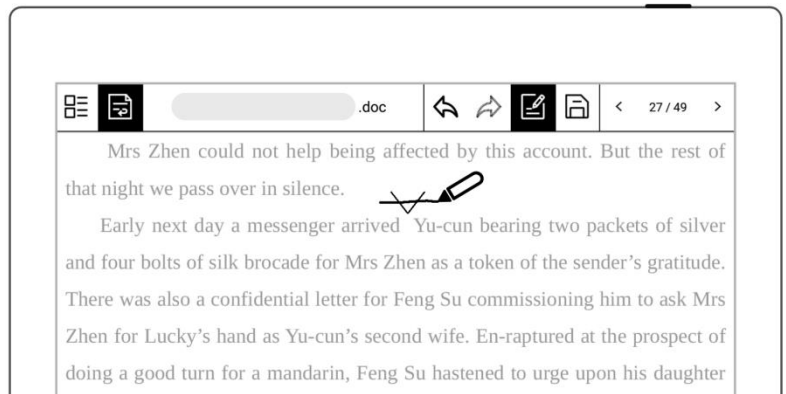 .doc
27 / 49
Mrs Zhen could not help being affected by this account. But the rest of
that night we pass over in silence.
Early next day a messenger arrived Yu-cun bearing two packets of silver
and four bolts of silk brocade for Mrs Zhen as a token of the sender’s gratitude.
There was also a confidential letter for Feng Su commissioning him to ask Mrs
Zhen for Lucky’s hand as Yu-cun’s second wife. En-raptured at the prospect of
doing a good turn for a mandarin, Feng Su hastened to urge upon his daughter